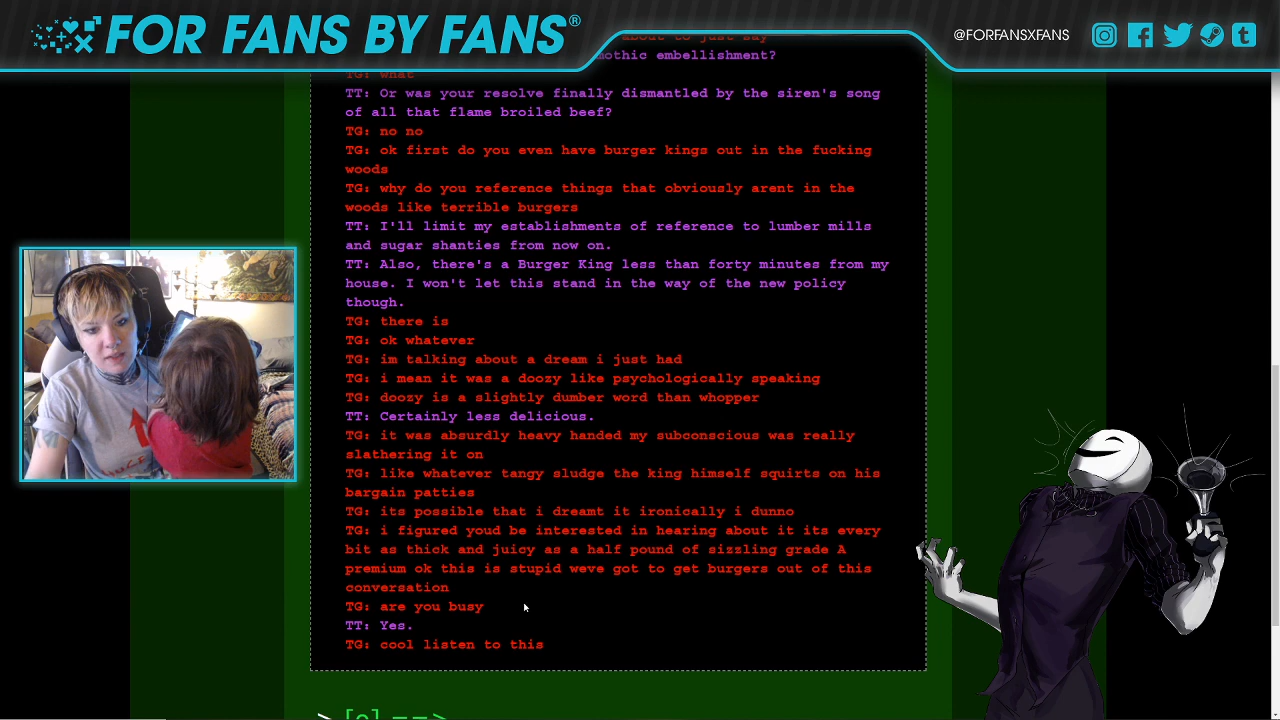 FOR FANS BY FANS®
@FORFANSXFANS
about to just say
mothic embellishment?
TG: what
TT: Or was your resolve finally dismantled by the siren's song
of all that flame broiled beef?
TG: no no
TG: ok first do you even have burger kings out in the fucking
woods
TG: why do you reference things that obviously arent in the
woods like terrible burgers
TT: I'll limit my establishments of reference to lumber mills
and sugar shanties from now on.
TT: Also, there's a Burger King less than forty minutes from my
house. I won't let this stand in the way of the new policy
though.
TG: there is
TG: ok whatever
TG: im talking about a dream i just had
TG: i mean it was a doozy like psychologically speaking
TG: doozy is a slightly dumber word than whopper
TT: Certainly less delicious.
TG: it was absurdly heavy handed my subconscious was really
slathering it on
TG: like whatever tangy sludge the king himself squirts on his
bargain patties
TG: its possible that i dreamt it ironically i dunno
TG: i figured youd be interested in hearing about it its every
bit as thick and juicy as a half pound of sizzling grade A
premium ok this is stupid weve got to get burgers out of this
conversation
TG: are you busy
TT: Yes.
TG: cool listen to this